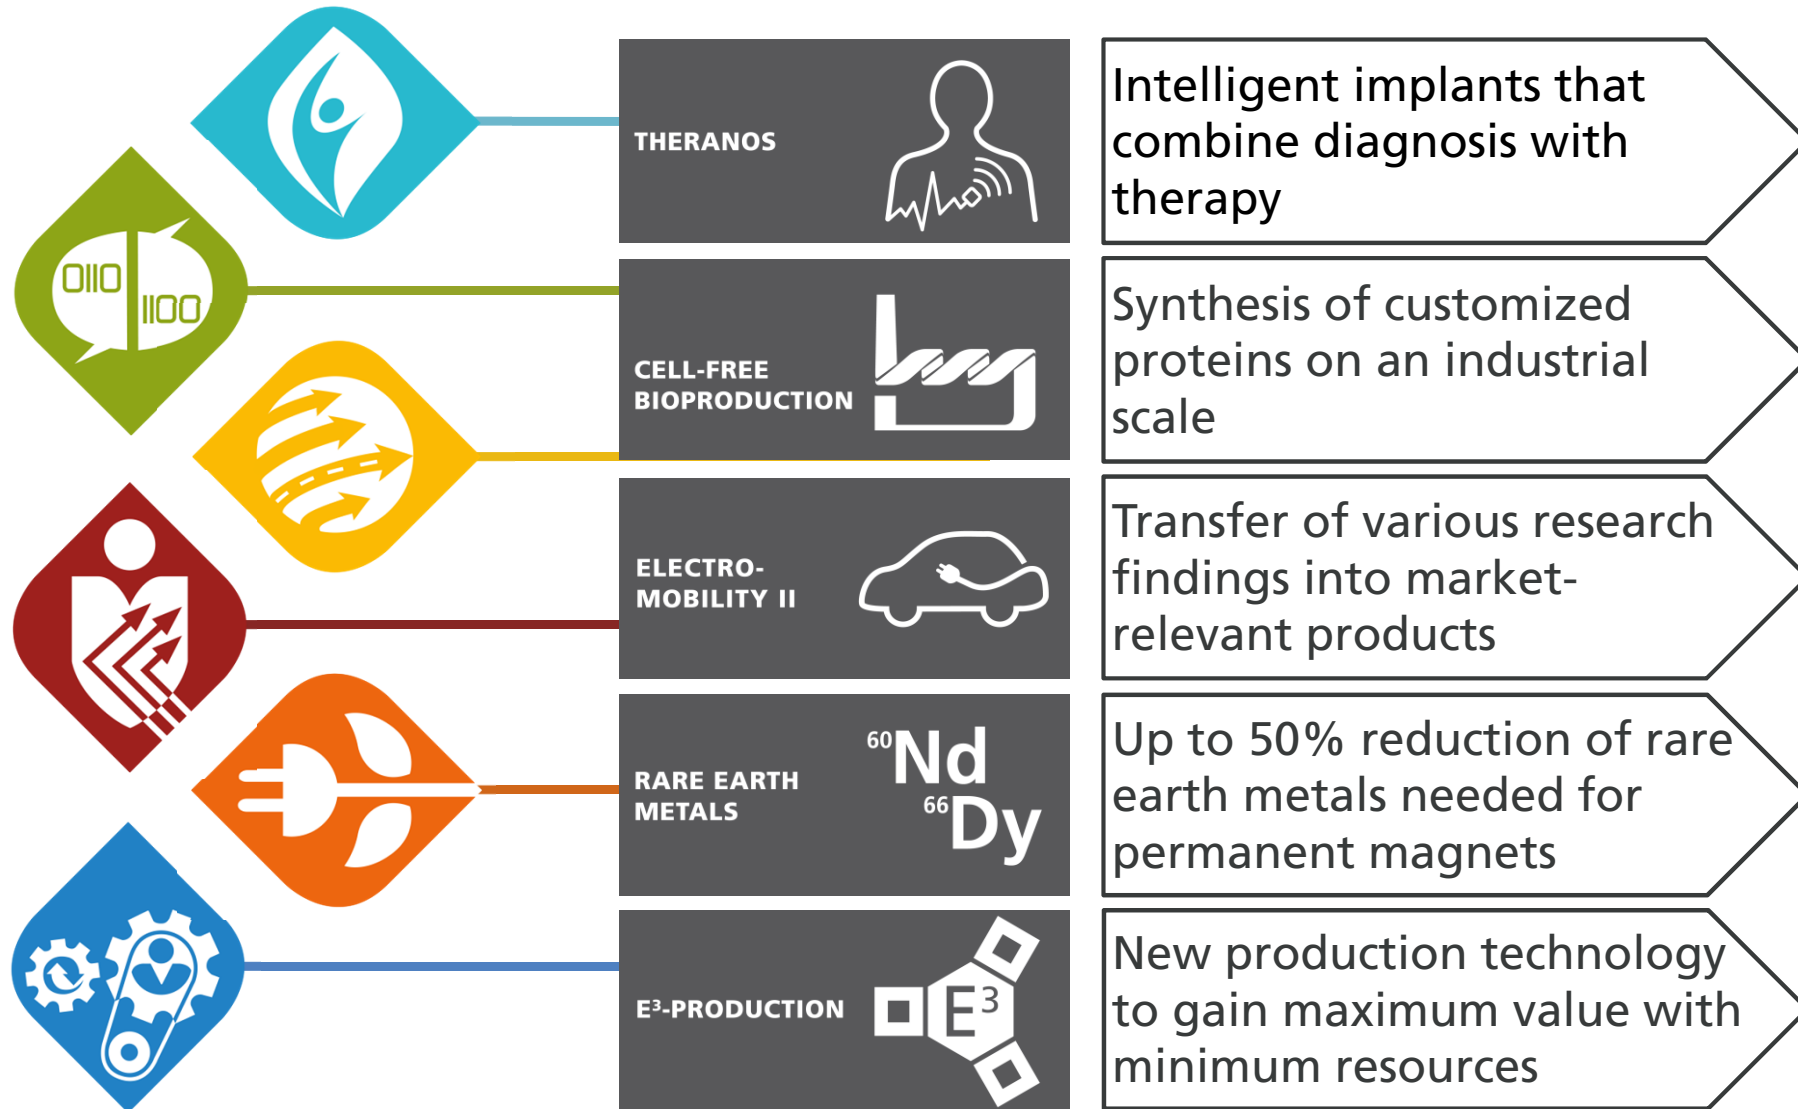 THERANOS
Intelligent implants that
combine diagnosis with
therapy
0110
1100
CELL-FREE
BIOPRODUCTION
Synthesis of customized
proteins on an industrial
scale
ELECTRO-
MOBILITY II
Transfer of various research
findings into market-
relevant products
RARE EARTH
METALS
⁶⁰Nd
⁶⁶Dy
Up to 50% reduction of rare
earth metals needed for
permanent magnets
E³-PRODUCTION
E³
New production technology
to gain maximum value with
minimum resources